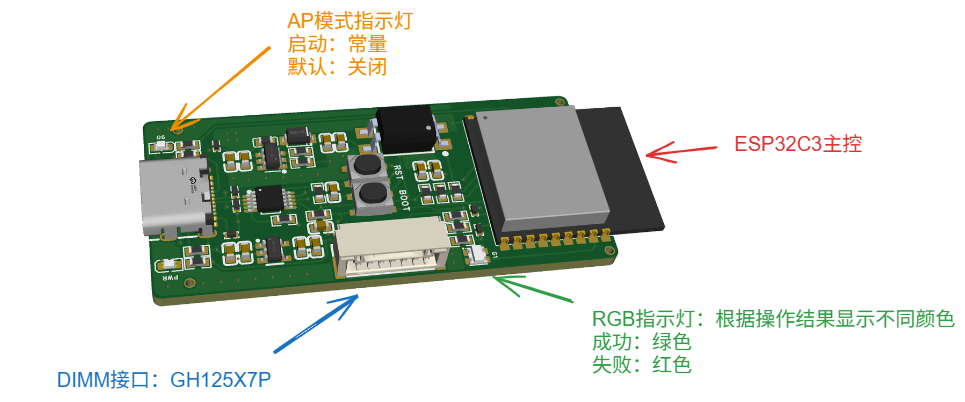 AP模式指示灯
启动：常量
默认：关闭
ESP32C3主控
RST
BOOT
PWR
RGB指示灯：根据操作结果显示不同颜色
成功：绿色
失败：红色
DIMM接口：GH125X7P